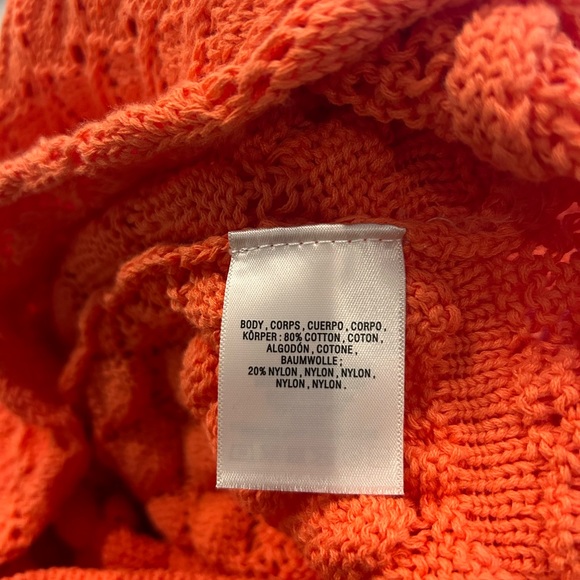 BODY , CORPS , CUERPO , CORPO ,
KÖRPER : 80% COTTON , COTON ,
ALGODÓN , COTONE ,
BAUMWOLLE ;
20% NYLON , NYLON , NYLON ,
NYLON , NYLON .